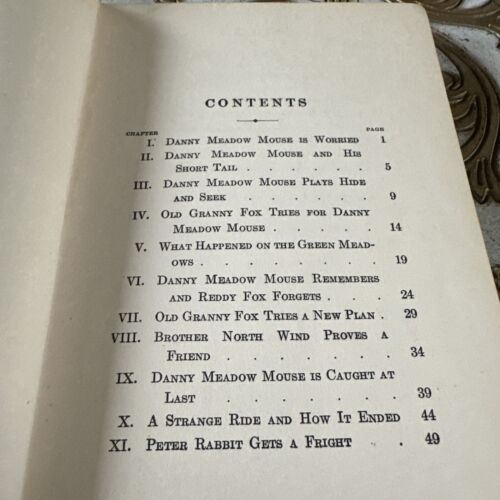 CONTENTS
CHAPTER PAGE
I. DANNY MEADOW MOUSE IS WORRIED 1
II. DANNY MEADOW MOUSE AND HIS
SHORT TAIL . . . . . . 5
III. DANNY MEADOW MOUSE PLAYS HIDE
AND SEEK . . . . . . 9
IV. OLD GRANNY FOX TRIES FOR DANNY
MEADOW MOUSE . . . . . 14
V. WHAT HAPPENED ON THE GREEN MEAD-
OWS . . . . . . . 19
VI. DANNY MEADOW MOUSE REMEMBERS
AND REDDY FOX FORGETS . . . 24
VII. OLD GRANNY FOX TRIES A NEW PLAN . 29
VIII. BROTHER NORTH WIND PROVES A
FRIEND . . . . . . 34
IX. DANNY MEADOW MOUSE IS CAUGHT AT
LAST . . . . . . . 39
X. A STRANGE RIDE AND HOW IT ENDED 44
XI. PETER RABBIT GETS A FRIGHT . . 49